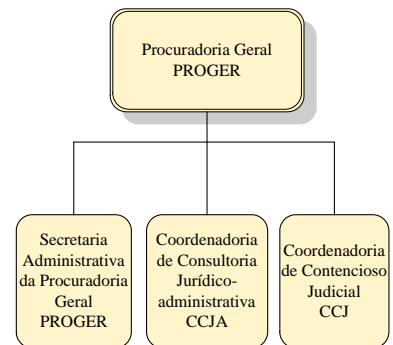 Procuradoria Geral
PROGER
Secretaria
Administrativa
da Procuradoria
Geral
PROGER
Coordenadoria
de Consultoria
Jurídico-
administrativa
CCJA
Coordenadoria
de Contencioso
Judicial
CCJ